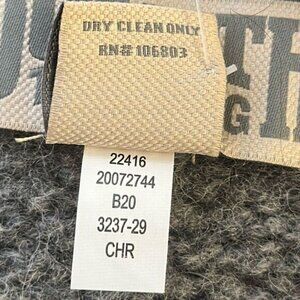 DRY CLEAN ONLY
RN# 106803
22416
20072744
B20
3237-29
CHR